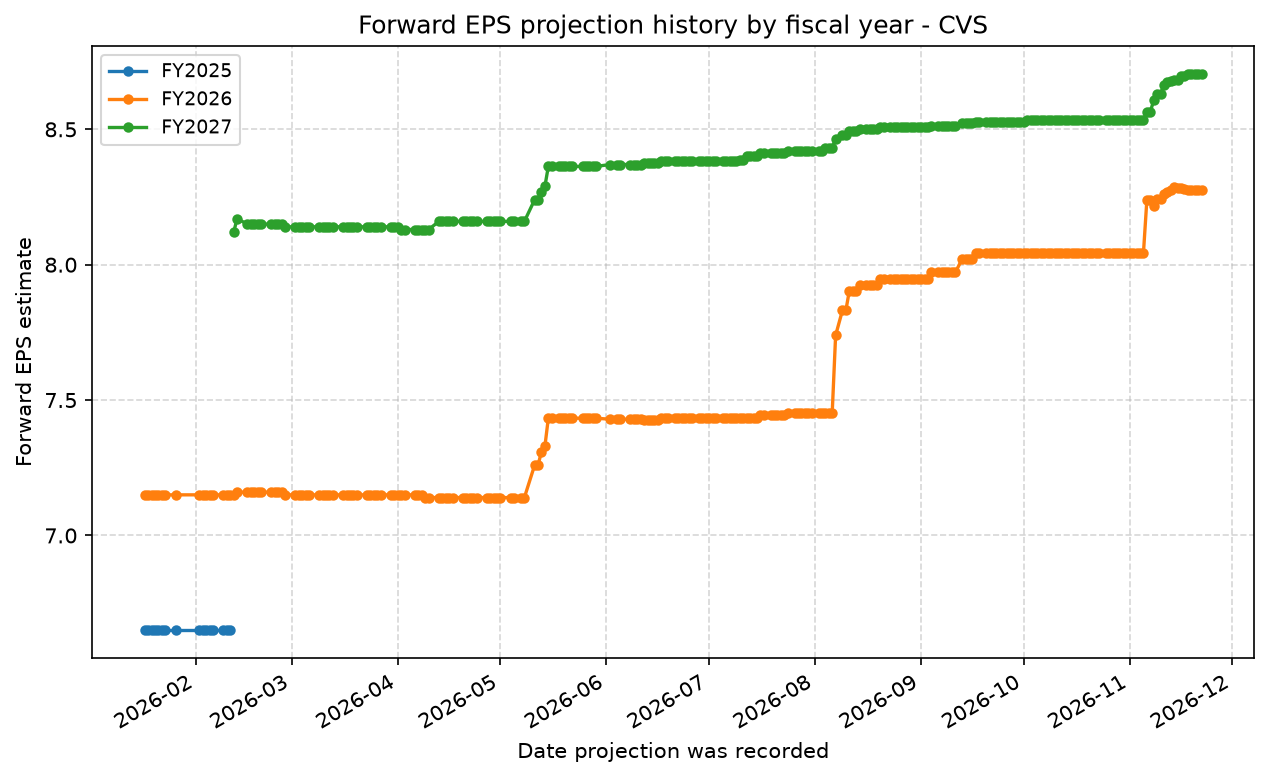 Forward EPS projection history by fiscal year - CVS
FY2025
FY2026
FY2027
Forward EPS estimate
8.5
8.0
7.5
7.0
2026-02
2026-03
2026-04
2026-05
2026-06
2026-07
2026-08
2026-09
2026-10
2026-11
2026-12
Date projection was recorded